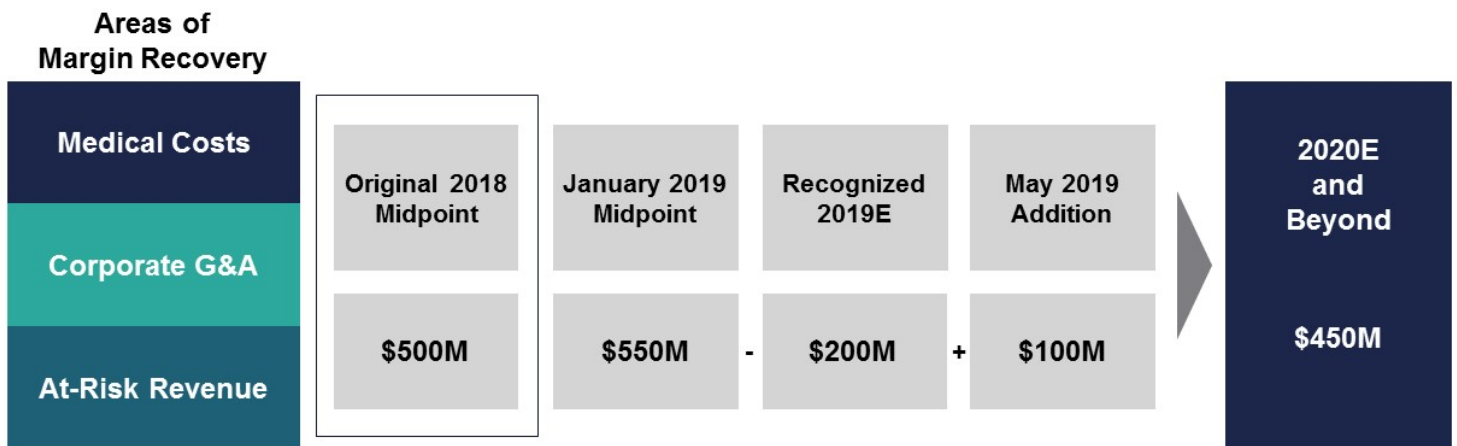 Areas of
Margin Recovery
Medical Costs
Corporate G&A
At-Risk Revenue
Original 2018
Midpoint
$500M
January 2019
Midpoint
$550M
-
Recognized
2019E
$200M
+
May 2019
Addition
$100M
2020E
and
Beyond
$450M